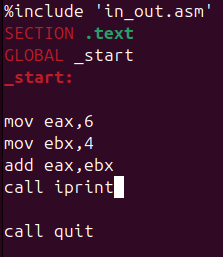 %include 'in_out.asm'
SECTION .text
GLOBAL _start
_start:
mov eax,6
mov ebx,4
add eax,ebx
call iprint
call quit